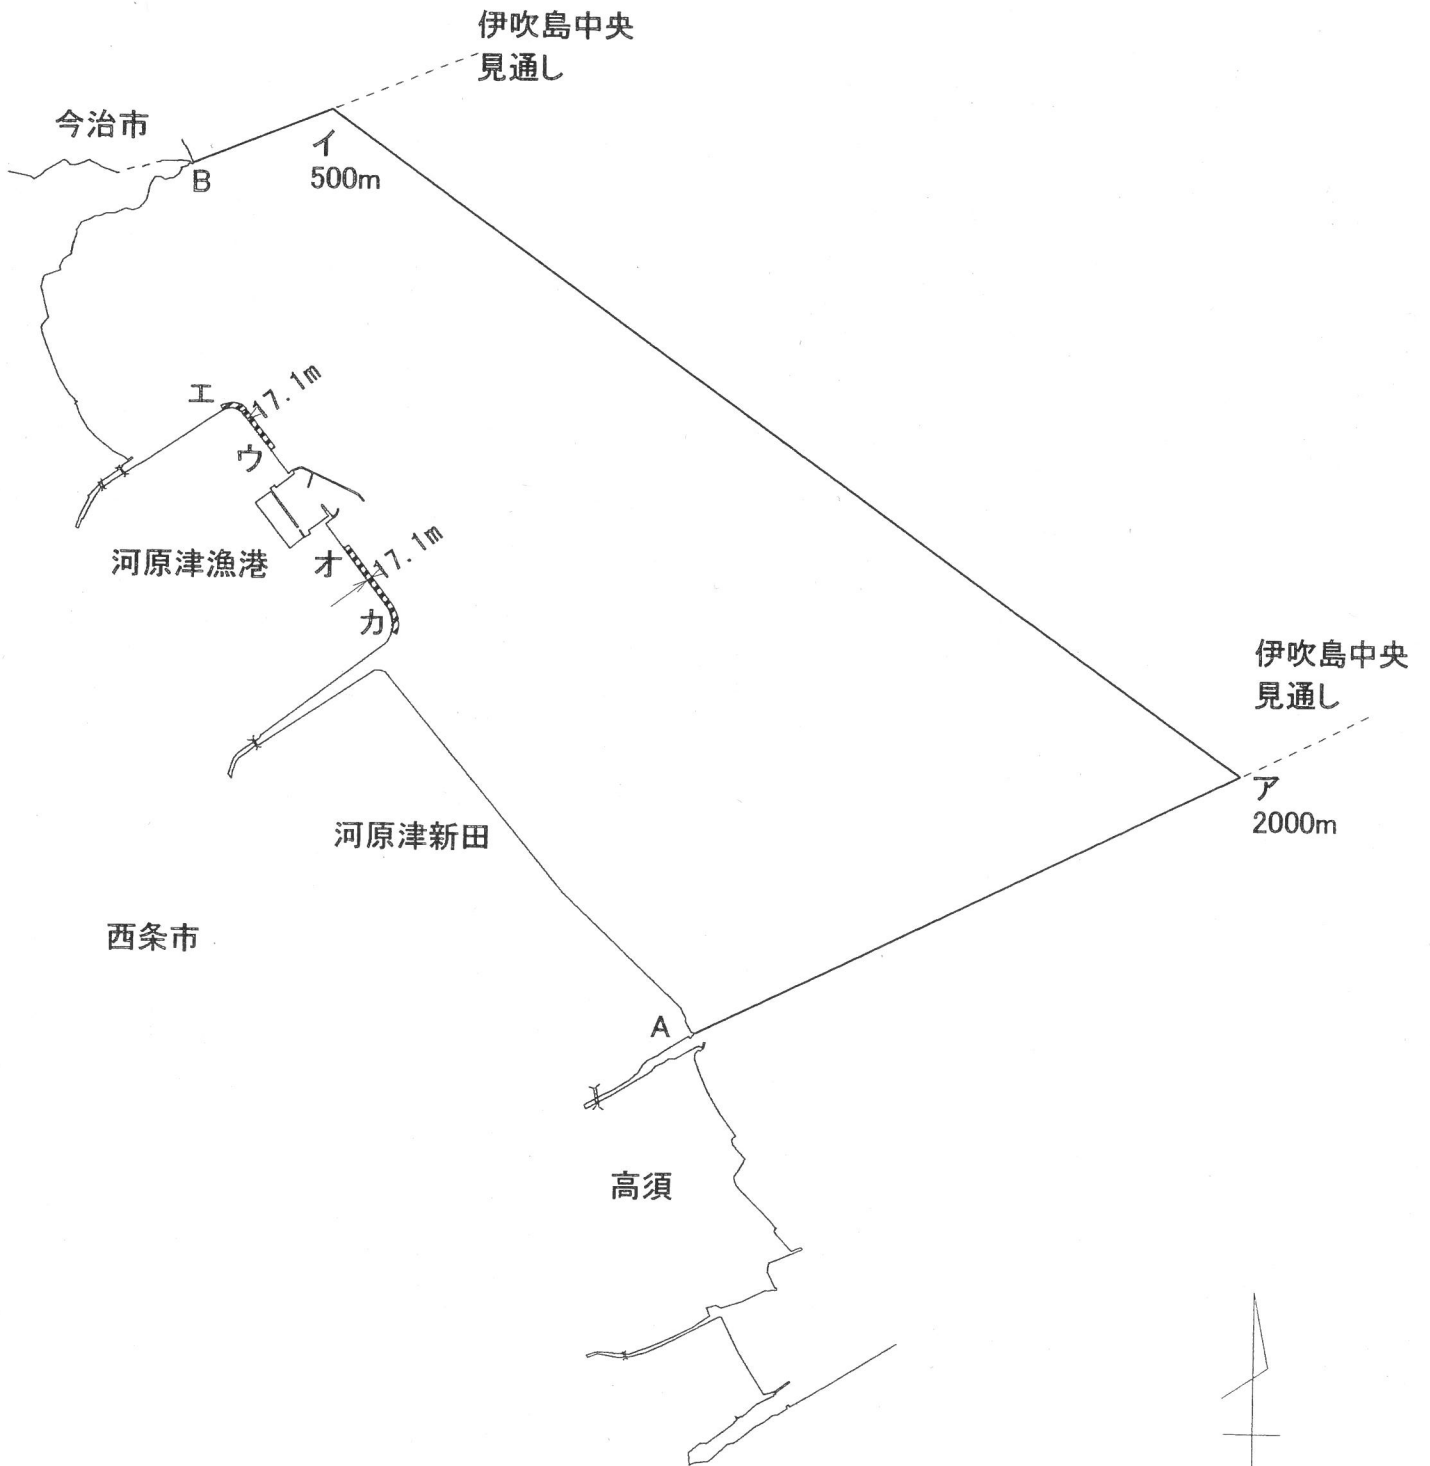 伊吹島中央
見通し
今治市
イ
500m
B
エ
17.1m
ウ
河原津漁港
オ
17.1m
カ
伊吹島中央
見通し
ア
2000m
河原津新田
西条市
A
高須